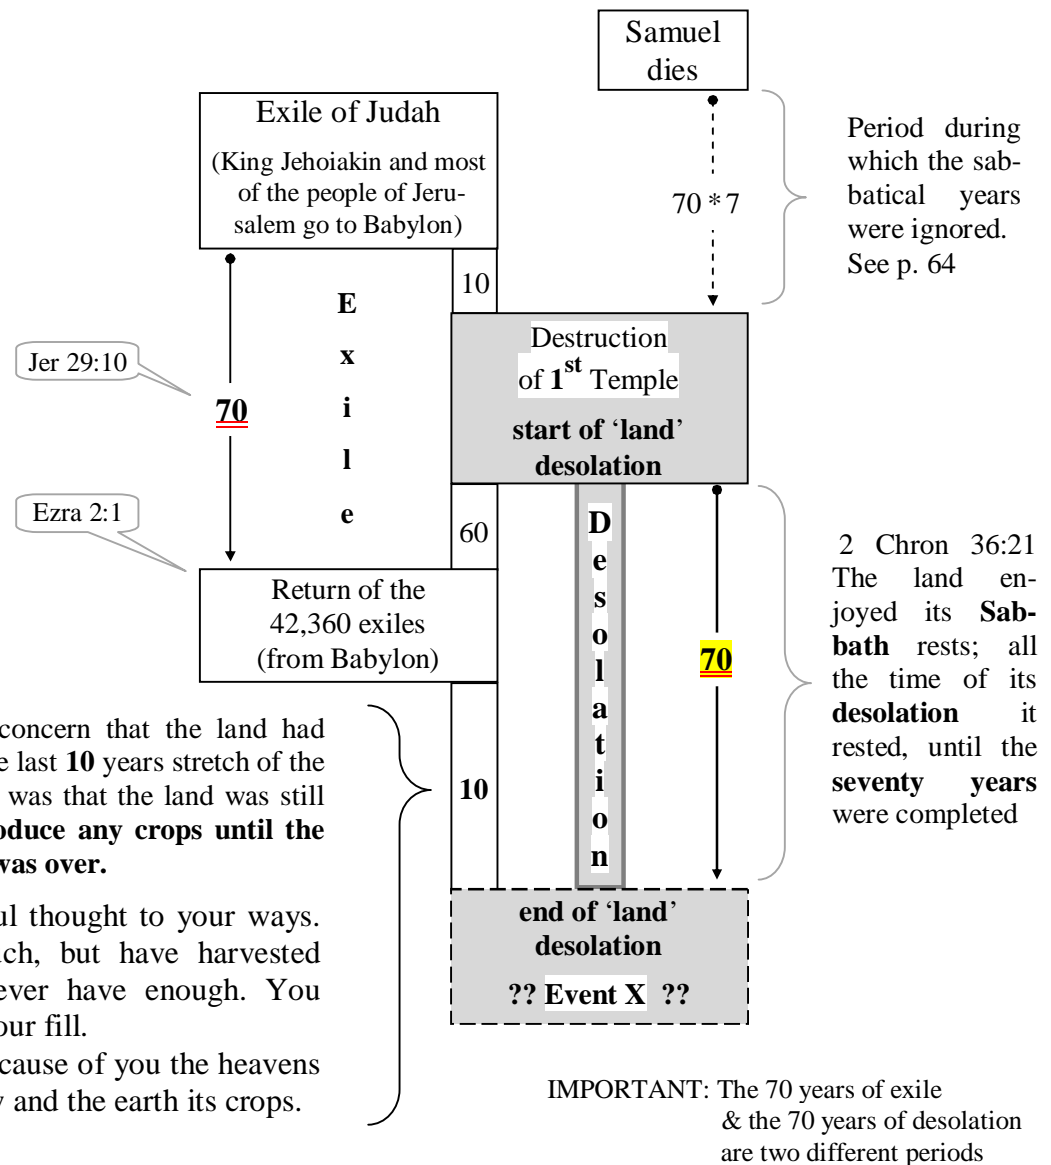 Samuel
dies
Exile of Judah
(King Jehoiakin and most
of the people of Jeru-
salem go to Babylon)
70 * 7
Period during
which the sab-
batical years
were ignored.
See p. 64
10
E
x
i
l
e
Jer 29:10
70
Destruction
of 1st Temple
start of ‘land’
desolation
Ezra 2:1
60
Return of the
42,360 exiles
(from Babylon)
D
e
s
o
l
a
t
i
o
n
70
2 Chron 36:21
The land en-
joyed its Sab-
bath rests; all
the time of its
desolation it
rested, until the
seventy years
were completed
concern that the land had
last 10 years stretch of the
was that the land was still
any crops until the
was over.
thought to your ways.
but have harvested
have enough. You
fill.
of you the heavens
and the earth its crops.
10
end of ‘land’
desolation
?? Event X ??
IMPORTANT: The 70 years of exile
& the 70 years of desolation
are two different periods